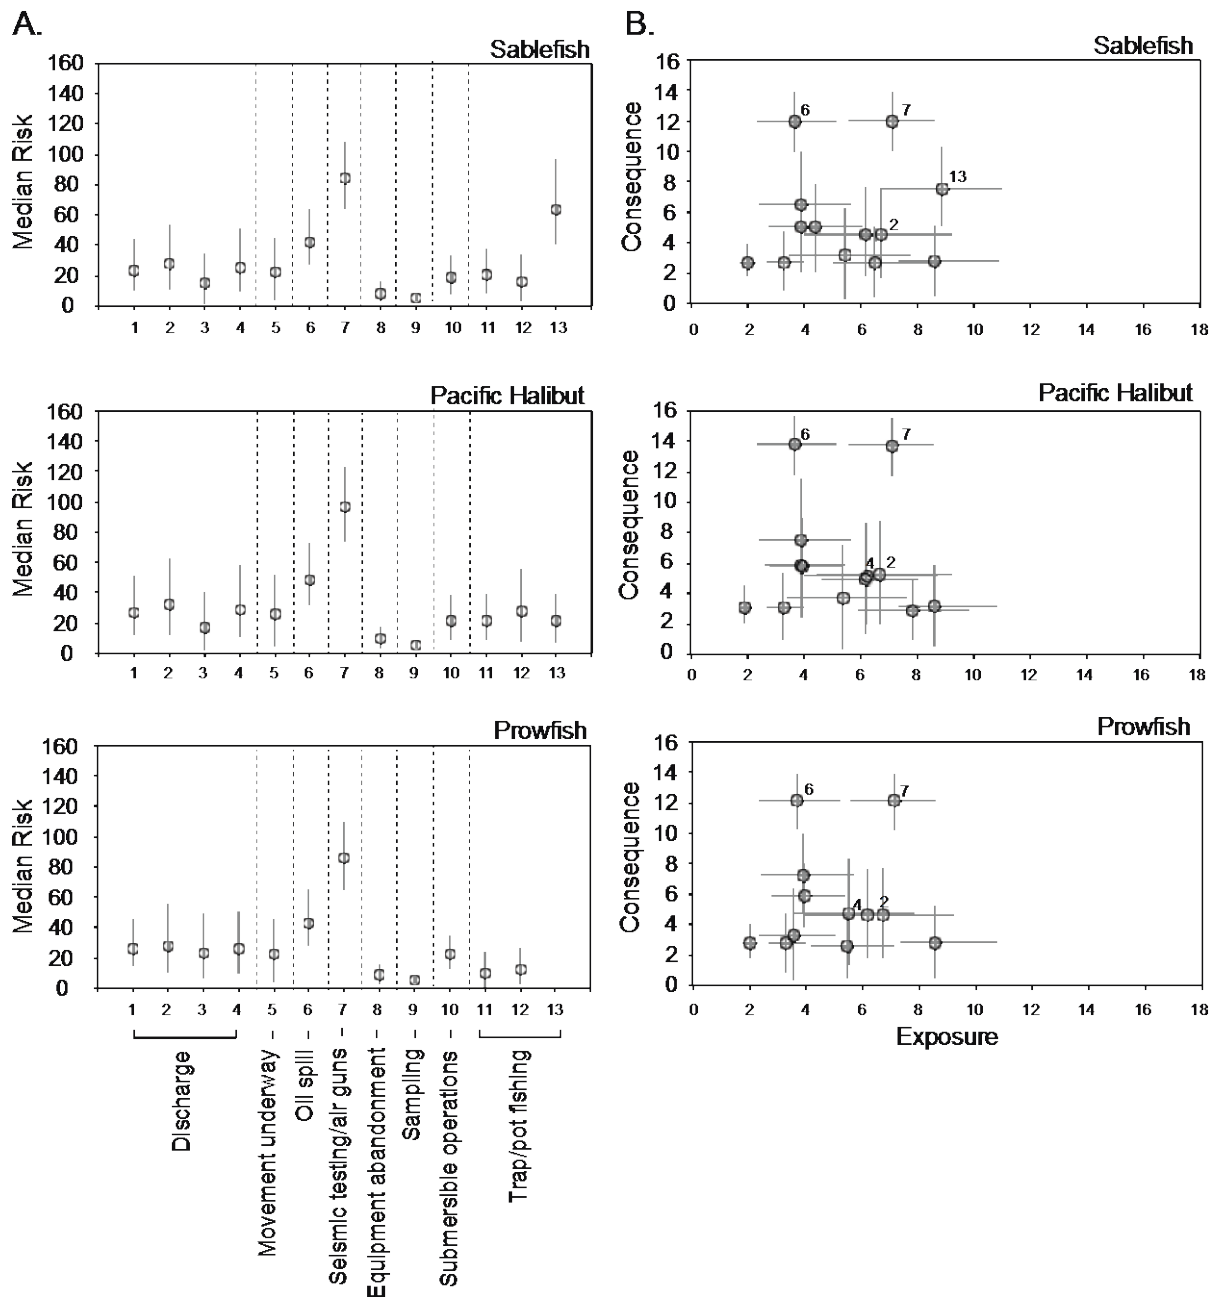 A.
Sablefish
Median Risk
160
140
120
100
80
60
40
20
0
1 2 3 4 5 6 7 8 9 10 11 12 13
Pacific Halibut
Median Risk
160
140
120
100
80
60
40
20
0
1 2 3 4 5 6 7 8 9 10 11 12 13
Prowfish
Median Risk
160
140
120
100
80
60
40
20
0
1 2 3 4 5 6 7 8 9 10 11 12 13
Discharge
Movement underway
Oil spill
Seismic testing/air guns
Equipment abandonment
Sampling
Submersible operations
Trap/pot fishing
B.
Sablefish
Consequence
16
14
12
10
8
6
4
2
0
6
7
13
2
0 2 4 6 8 10 12 14 16 18
Pacific Halibut
Consequence
16
14
12
10
8
6
4
2
0
6
7
4
2
0 2 4 6 8 10 12 14 16 18
Prowfish
Consequence
16
14
12
10
8
6
4
2
0
6
7
4
2
0 2 4 6 8 10 12 14 16 18
Exposure